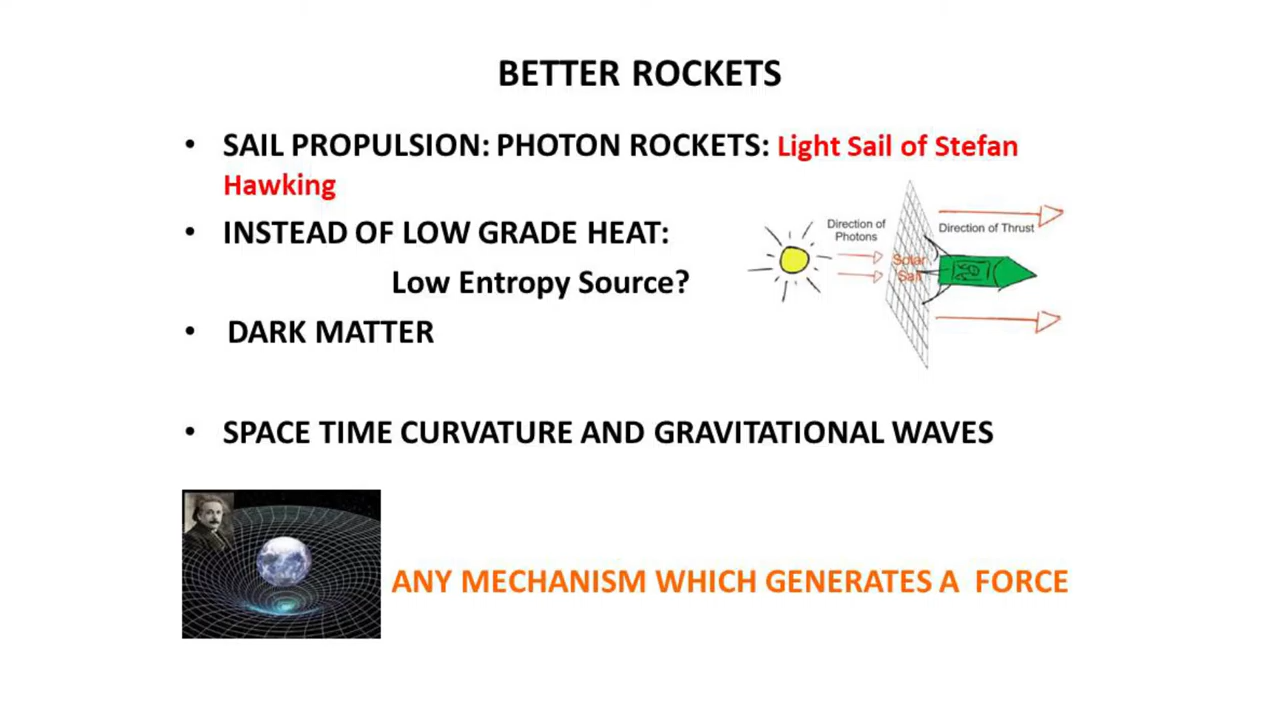 BETTER ROCKETS
• SAIL PROPULSION: PHOTON ROCKETS: Light Sail of Stefan
Hawking
• INSTEAD OF LOW GRADE HEAT:
Low Entropy Source?
• DARK MATTER
• SPACE TIME CURVATURE AND GRAVITATIONAL WAVES
Direction of
Photons
Direction of Thrust
Solar
Sail
ANY MECHANISM WHICH GENERATES A FORCE